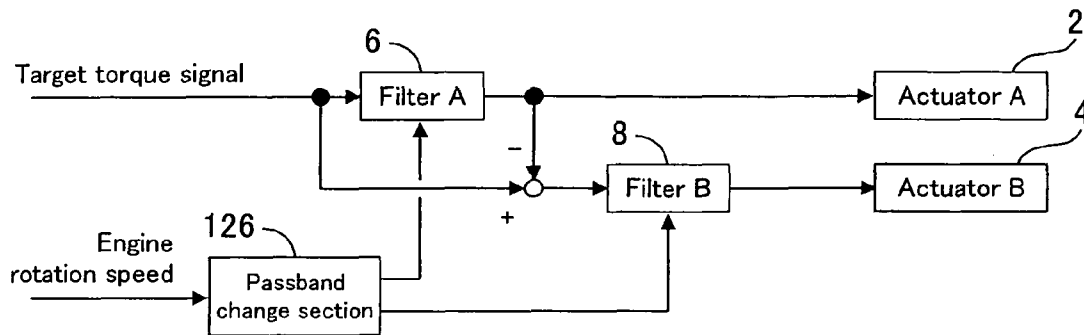 2
6
Target torque signal
Filter A
Actuator A
4
8
−
Filter B
Actuator B
+
126
Engine
rotation speed
Passband
change section